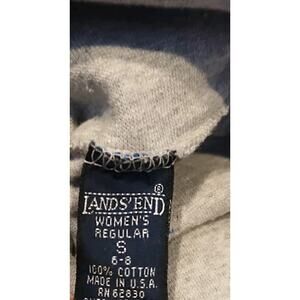 ®
LANDS' END
WOMEN'S
REGULAR
S
6-8
100% COTTON
MADE IN U.S.A.
RN 62830